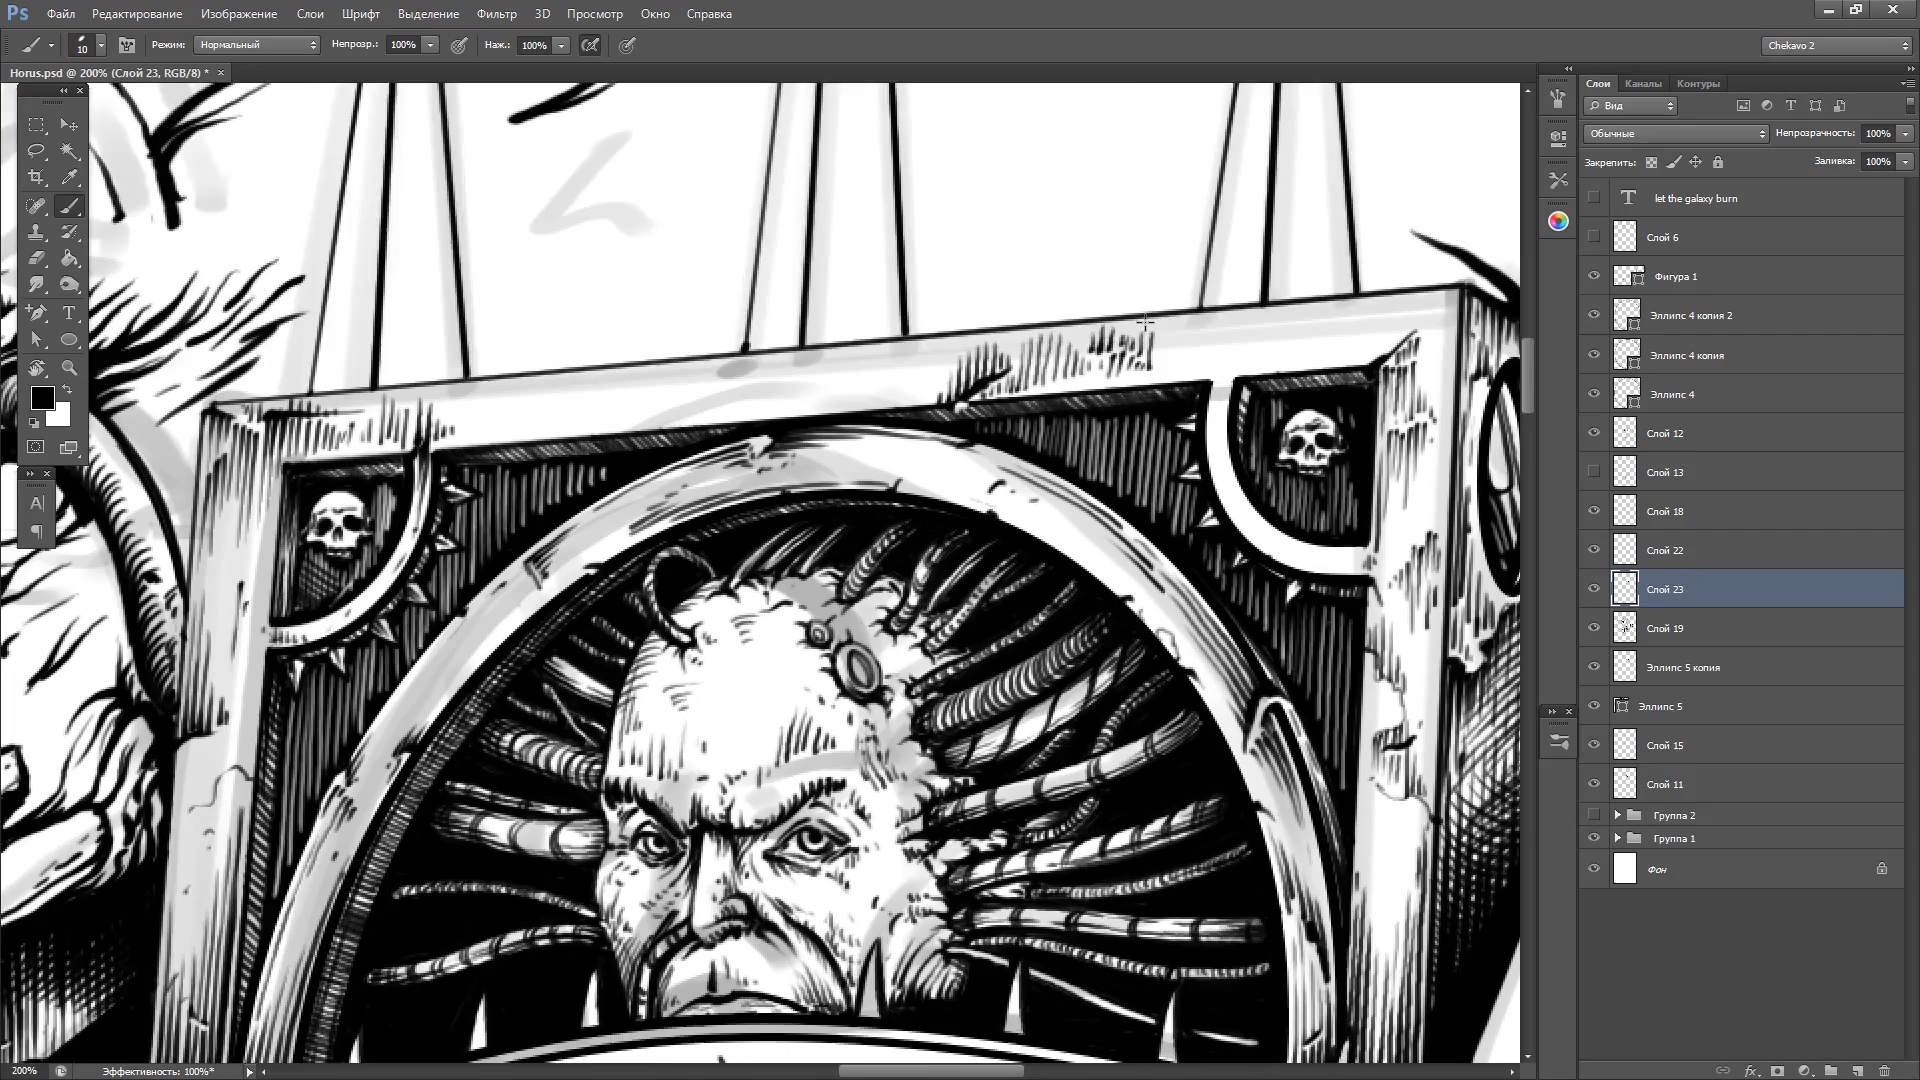 Ps Файл Редактирование Изображение Слои Шрифт Выделение Фильтр 3D Просмотр Окно Справка
10 Режим: Нормальный Непрозр.: 100% Наж.: 100% Chekavo 2
Horus.psd @ 200% (Слой 23, RGB/8) *
Слои Каналы Контуры
Вид
Обычные Непрозрачность: 100%
Закрепить: Заливка: 100%
let the galaxy burn
Слой 6
Фигура 1
Эллипс 4 копия 2
Эллипс 4 копия
Эллипс 4
Слой 12
Слой 13
Слой 18
Слой 22
Слой 23
Слой 19
Эллипс 5 копия
Эллипс 5
Слой 15
Слой 11
Группа 2
Группа 1
Фон
200% Эффективность: 100%*